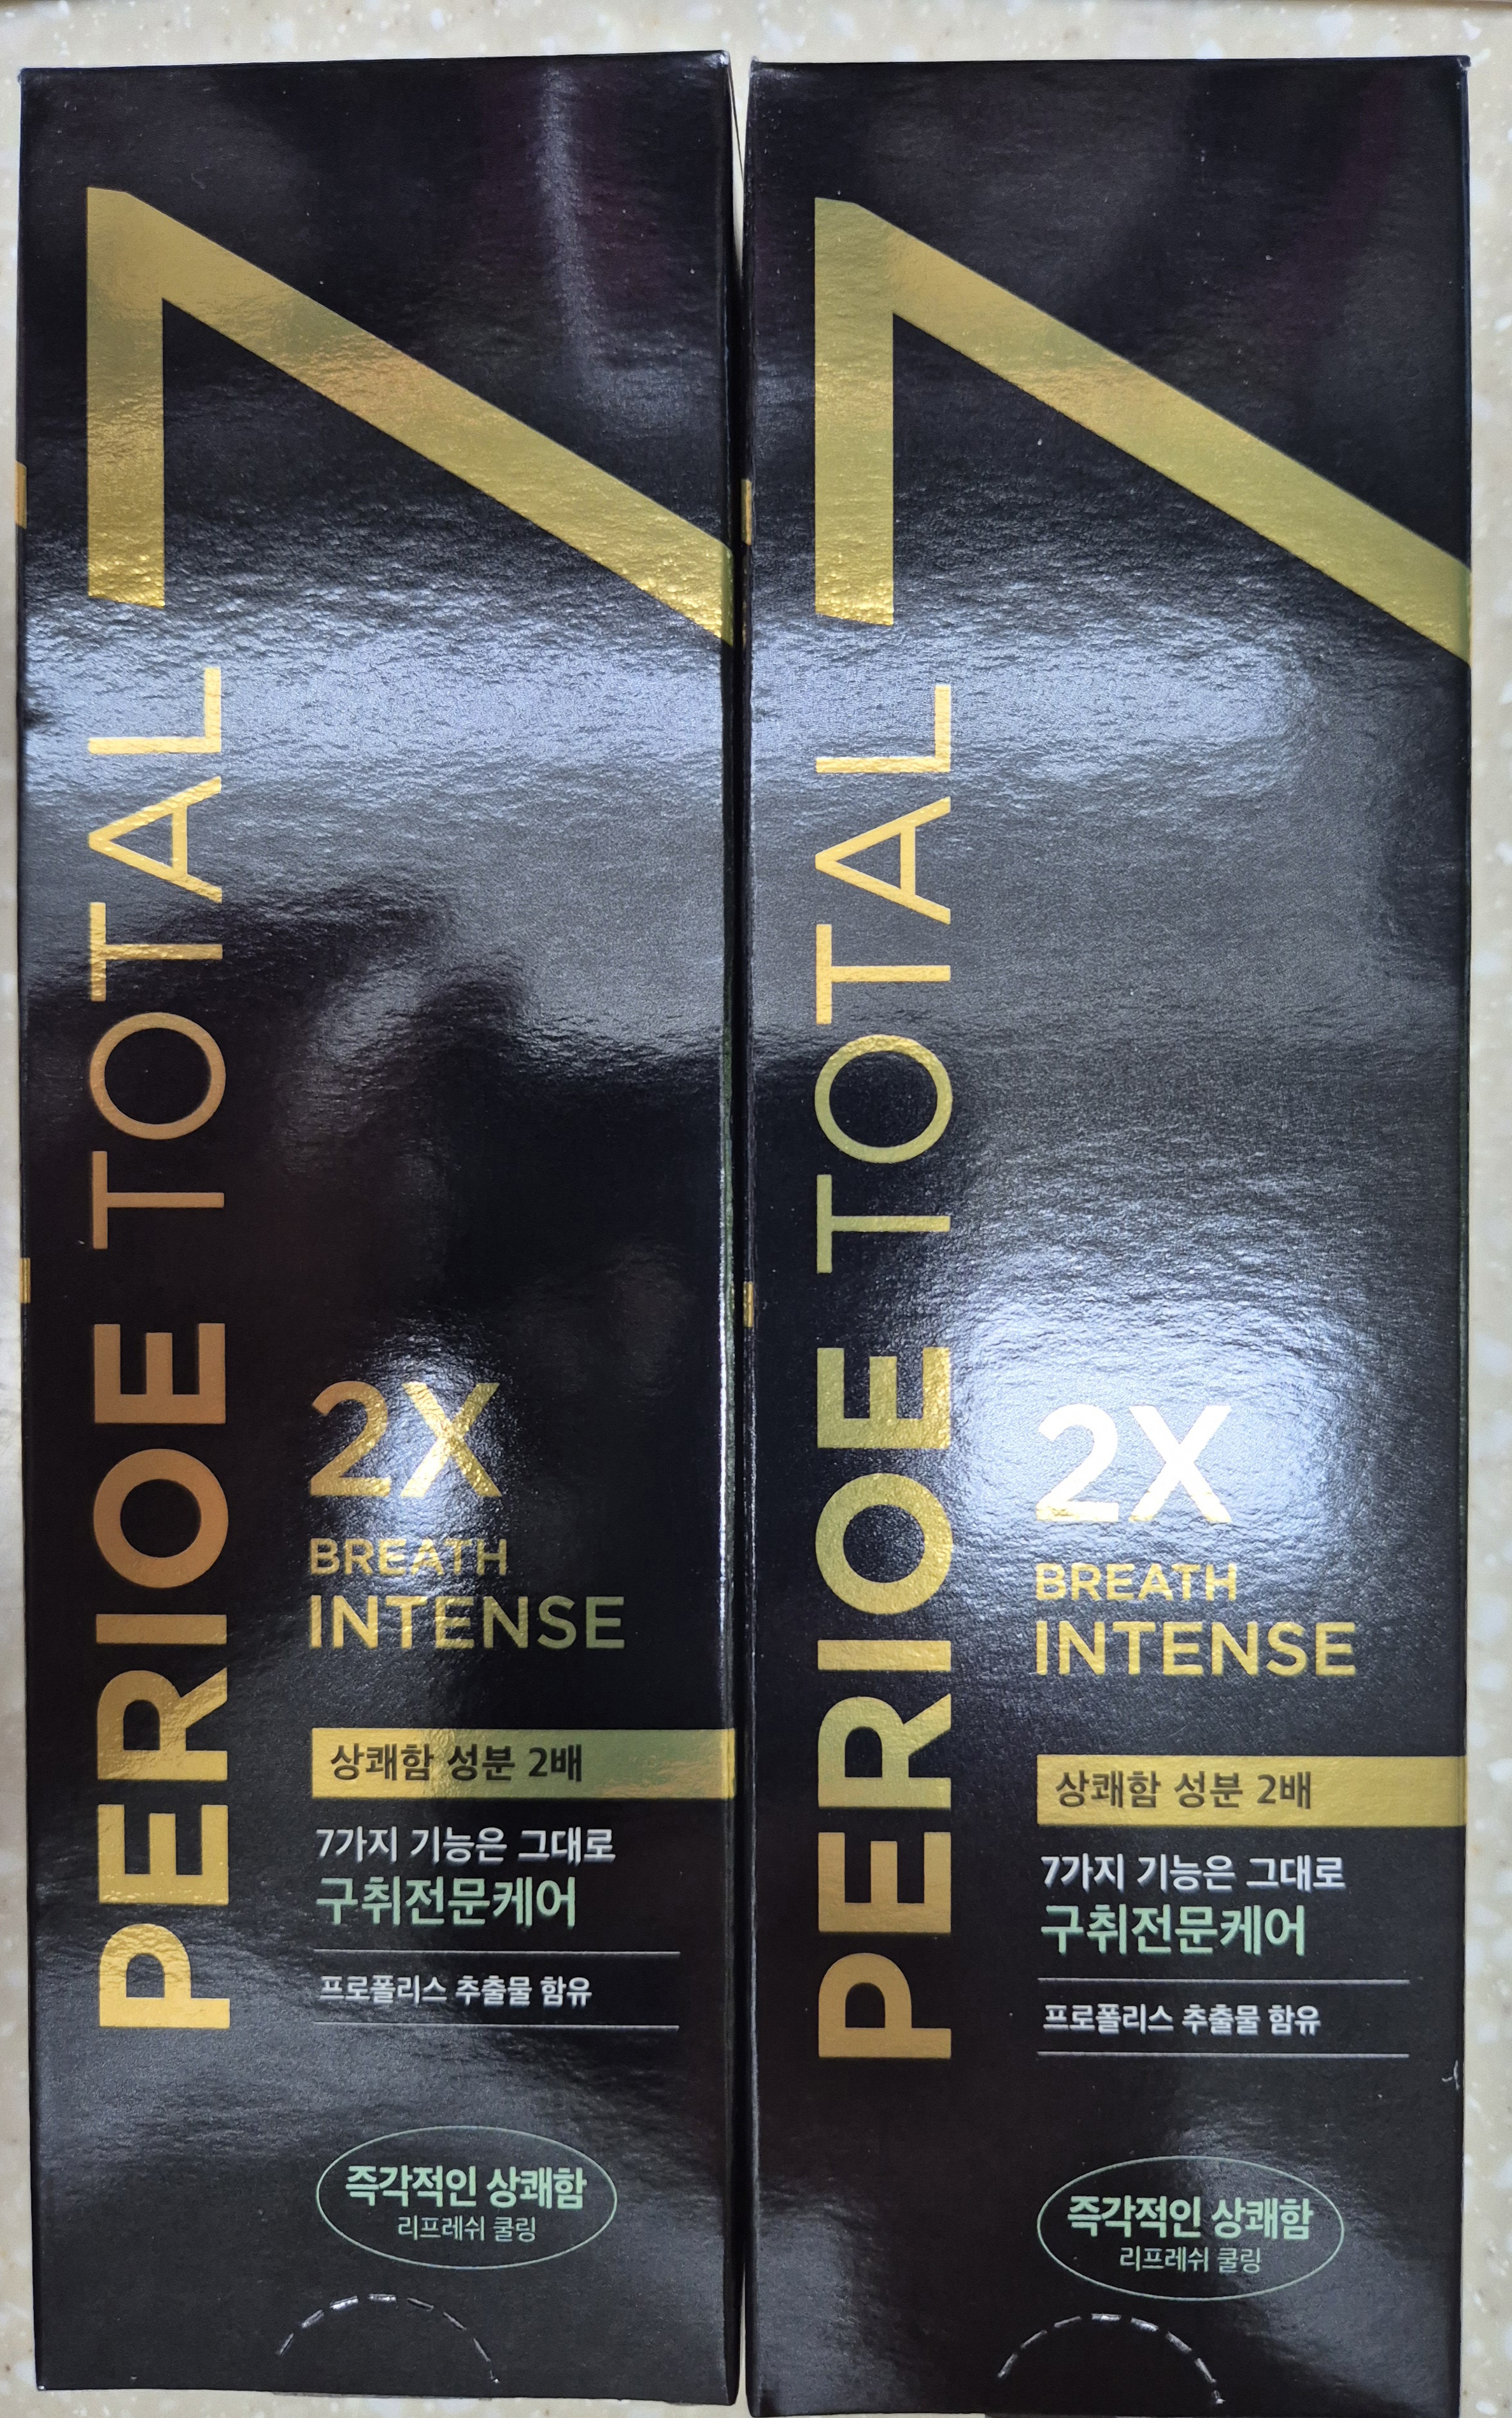 PERIOE TOTAL 7
2X
BREATH
INTENSE
상쾌함 성분 2배
7가지 기능은 그대로
구취전문케어
프로폴리스 추출물 함유
즉각적인 상쾌함
리프레쉬 쿨링
PERIOE TOTAL 7
2X
BREATH
INTENSE
상쾌함 성분 2배
7가지 기능은 그대로
구취전문케어
프로폴리스 추출물 함유
즉각적인 상쾌함
리프레쉬 쿨링